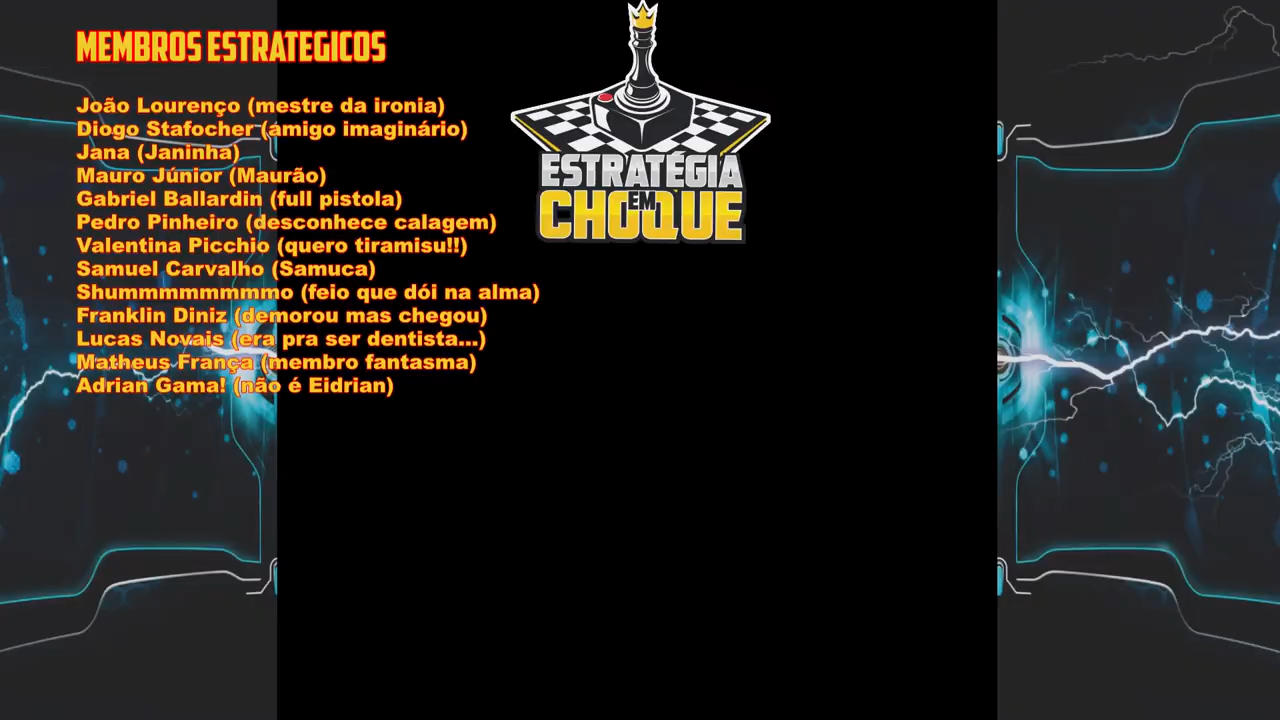 MEMBROS ESTRATEGICOS
João Lourenço (mestre da ironia)
Diogo Stafocher (amigo imaginário)
Jana (Janinha)
Mauro Júnior (Maurão)
Gabriel Ballardin (full pistola)
Pedro Pinheiro (desconhece calagem)
Valentina Picchio (quero tiramisu!!)
Samuel Carvalho (Samuca)
Shummmmmmmmo (feio que dói na alma)
Franklin Diniz (demorou mas chegou)
Lucas Novais (era pra ser dentista...)
Matheus França (membro fantasma)
Adrian Gama! (não é Eidrian)
ESTRATÉGIA
EM
CHOQUE